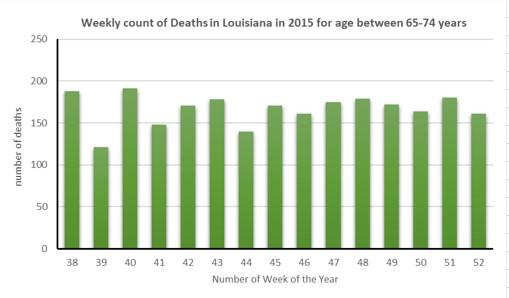 Weekly count of Deaths in Louisiana in 2015 for age between 65-74 years
250
200
150
100
50
0
number of deaths
38 39 40 41 42 43 44 45 46 47 48 49 50 51 52
Number of Week of the Year